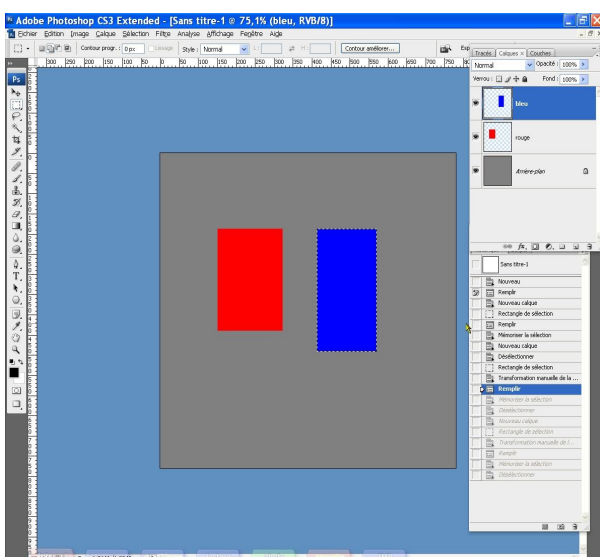 Adobe Photoshop CS3 Extended - [Sans titre-1 @ 75,1% (bleu, RVB/8)]
Fichier Edition Image Calque Sélection Filtre Analyse Affichage Fenêtre Aide
Contour progr. : 0 px Lissage Style : Normal L : H : Contour améliorer...
Tracés Calques × Couches
Normal Opacité : 100%
Verrou : Fond : 100%
bleu
rouge
Arrière-plan
Sans titre-1
Nouveau
Remplir
Nouveau calque
Rectangle de sélection
Remplir
Mémoriser la sélection
Nouveau calque
Désélectionner
Rectangle de sélection
Transformation manuelle de la ...
Remplir
Mémoriser la sélection
Désélectionner
Nouveau calque
Rectangle de sélection
Transformation manuelle de l...
Remplir
Mémoriser la sélection
Désélectionner